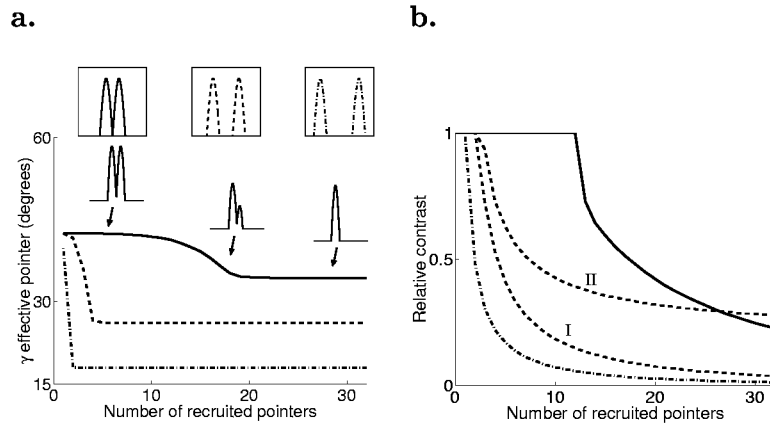 a.
60
30
15
0
10
20
30
γ effective pointer (degrees)
Number of recruited pointers
b.
1
0.5
0
0
10
20
30
Relative contrast
II
I
Number of recruited pointers